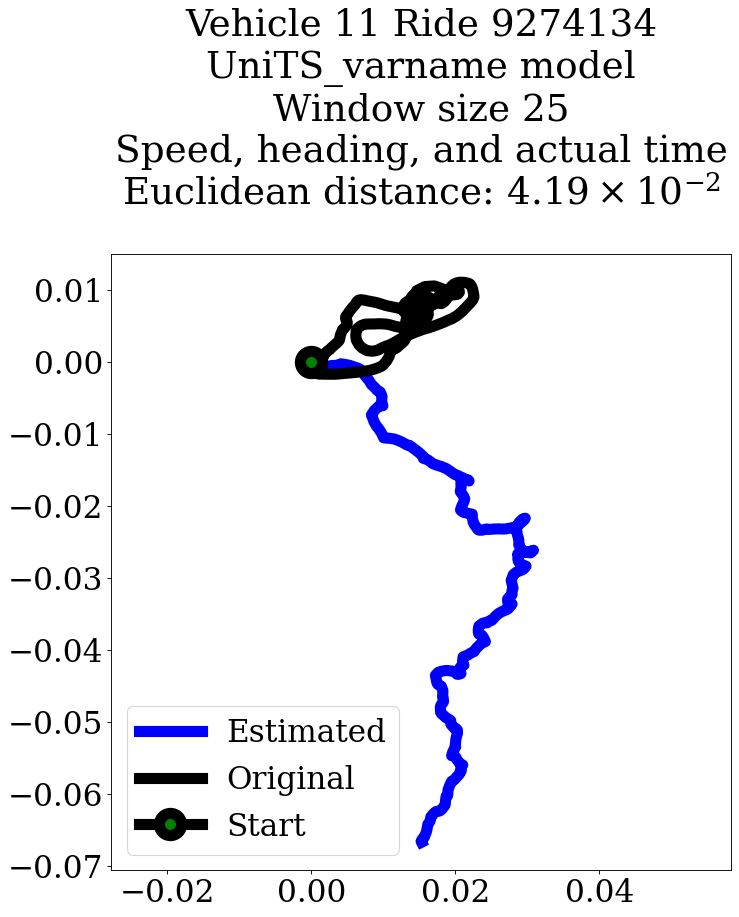 Vehicle 11 Ride 9274134
UniTS_varname model
Window size 25
Speed, heading, and actual time
Euclidean distance: 4.19 × 10⁻²
0.01
0.00
−0.01
−0.02
−0.03
−0.04
−0.05
−0.06
−0.07
Estimated
Original
Start
−0.02 0.00 0.02 0.04